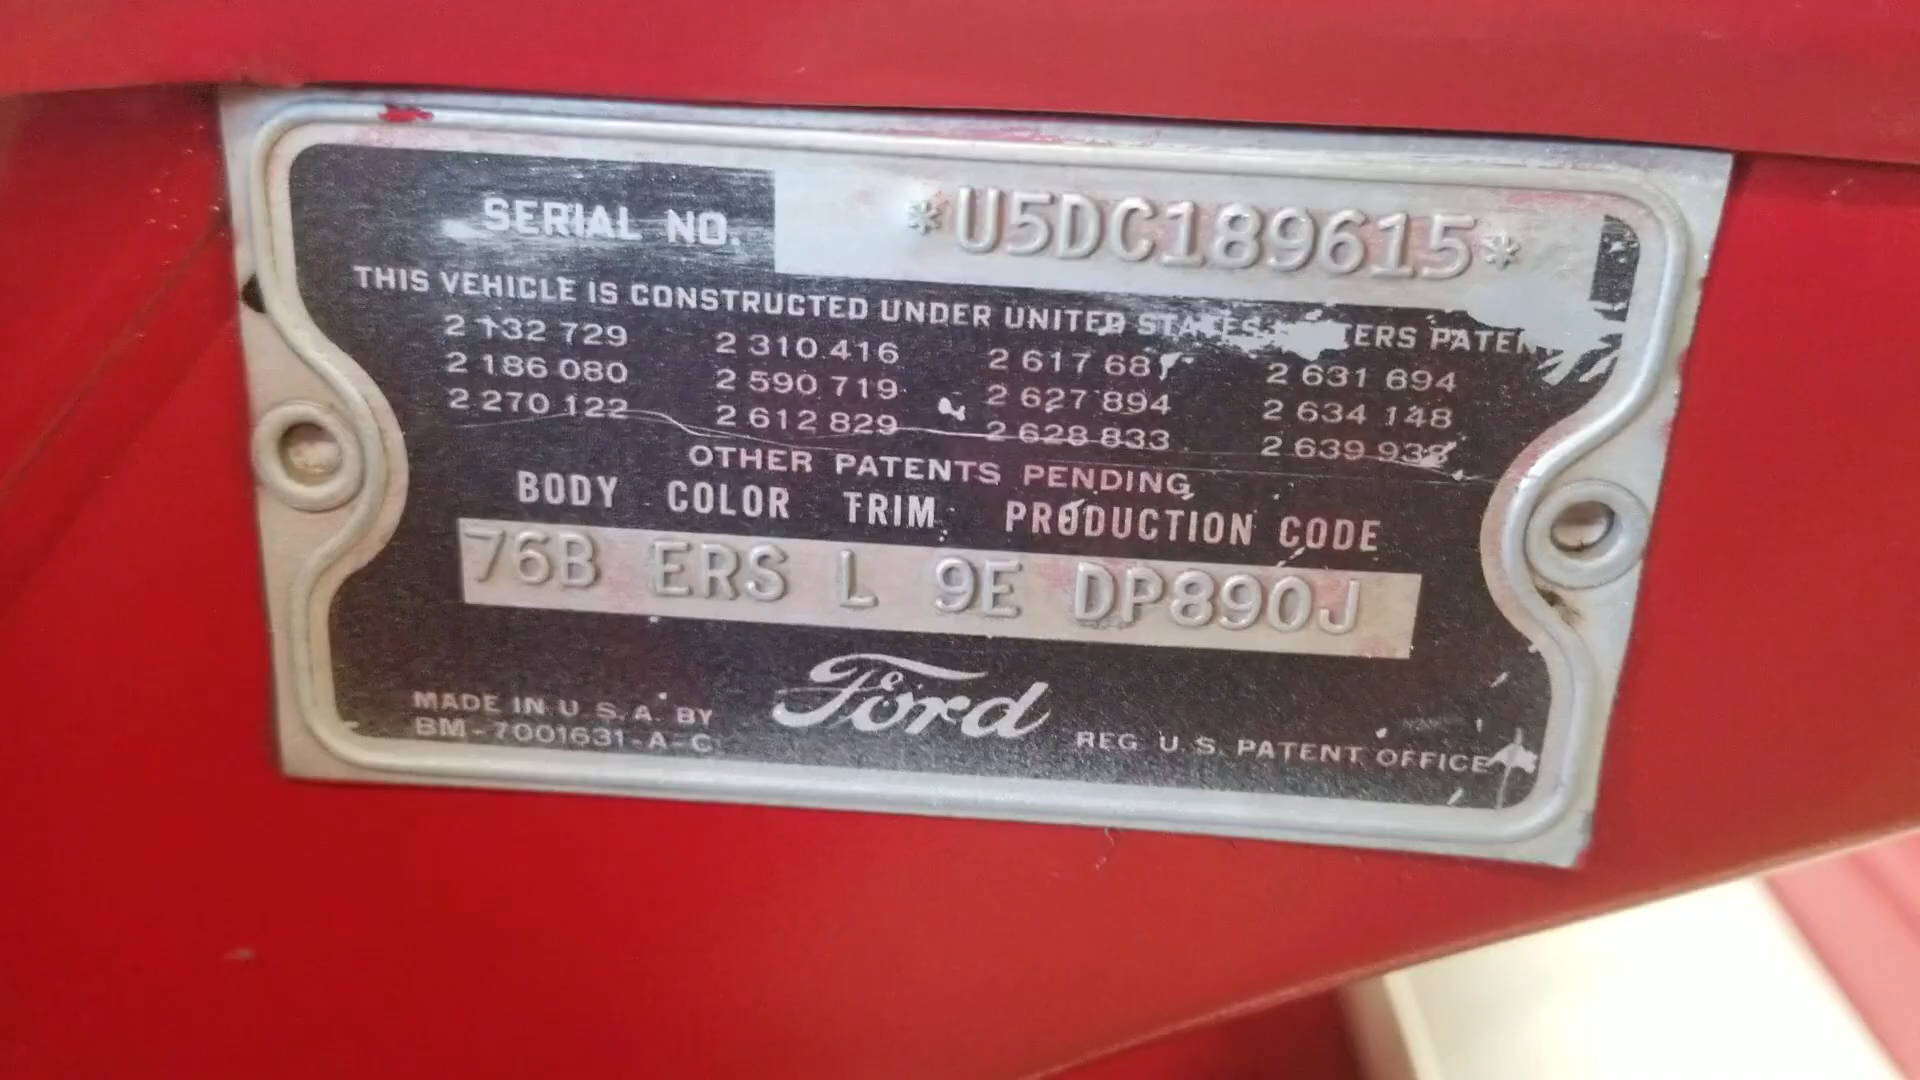 SERIAL NO. *U5DC189615*
THIS VEHICLE IS CONSTRUCTED UNDER UNITED STATES
2 132 729 2 310 416 2 617 681 2 631 694
2 186 080 2 590 719 2 627 894 2 634 148
2 270 122 2 612 829 2 628 833 2 639 938
OTHER PATENTS PENDING
BODY COLOR TRIM PRODUCTION CODE
76B ERS L 9E DP890J
Ford
MADE IN U.S.A. BY
BM-7001631-A-C
REG U.S. PATENT OFFICE